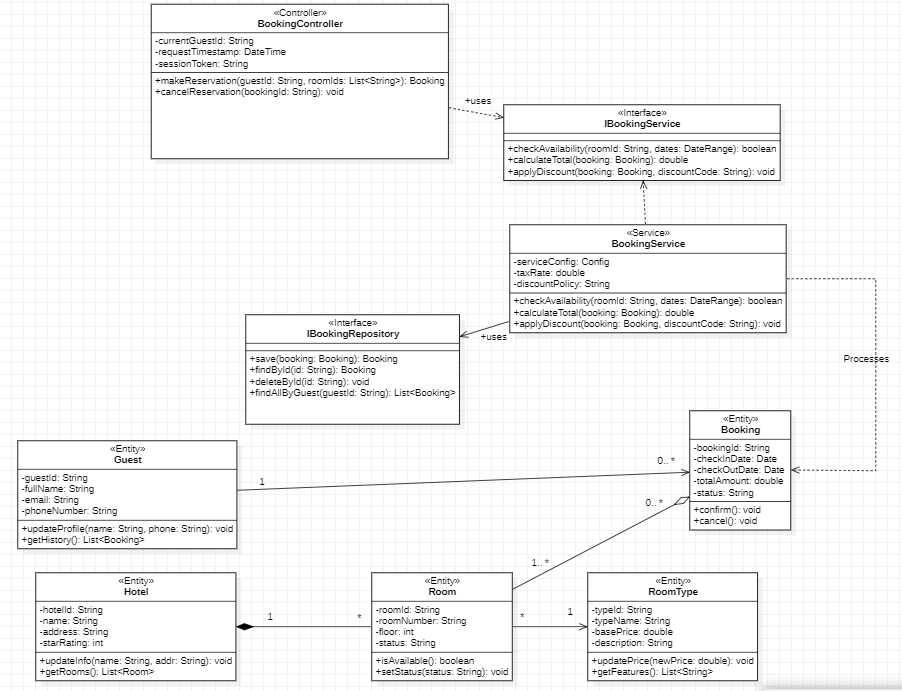 «Controller»
BookingController
-currentGuestId: String
-requestTimestamp: DateTime
-sessionToken: String
+makeReservation(guestId: String, roomIds: List<String>): Booking
+cancelReservation(bookingId: String): void
+uses
«Interface»
IBookingService
+checkAvailability(roomId: String, dates: DateRange): boolean
+calculateTotal(booking: Booking): double
+applyDiscount(booking: Booking, discountCode: String): void
«Service»
BookingService
-serviceConfig: Config
-taxRate: double
-discountPolicy: String
+checkAvailability(roomId: String, dates: DateRange): boolean
+calculateTotal(booking: Booking): double
+applyDiscount(booking: Booking, discountCode: String): void
«Interface»
IBookingRepository
+save(booking: Booking): Booking
+findById(id: String): Booking
+deleteById(id: String): void
+findAllByGuest(guestId: String): List<Booking>
+uses
Processes
«Entity»
Booking
-bookingId: String
-checkInDate: Date
-checkOutDate: Date
-totalAmount: double
-status: String
+confirm(): void
+cancel(): void
«Entity»
Guest
-guestId: String
-fullName: String
-email: String
-phoneNumber: String
+updateProfile(name: String, phone: String): void
+getHistory(): List<Booking>
1
0..*
0..*
1..*
«Entity»
Hotel
-hotelId: String
-name: String
-address: String
-starRating: int
+updateInfo(name: String, addr: String): void
+getRooms(): List<Room>
1
*
«Entity»
Room
-roomId: String
-roomNumber: String
-floor: int
-status: String
+isAvailable(): boolean
+setStatus(status: String): void
*
1
«Entity»
RoomType
-typeId: String
-typeName: String
-basePrice: double
-description: String
+updatePrice(newPrice: double): void
+getFeatures(): List<String>